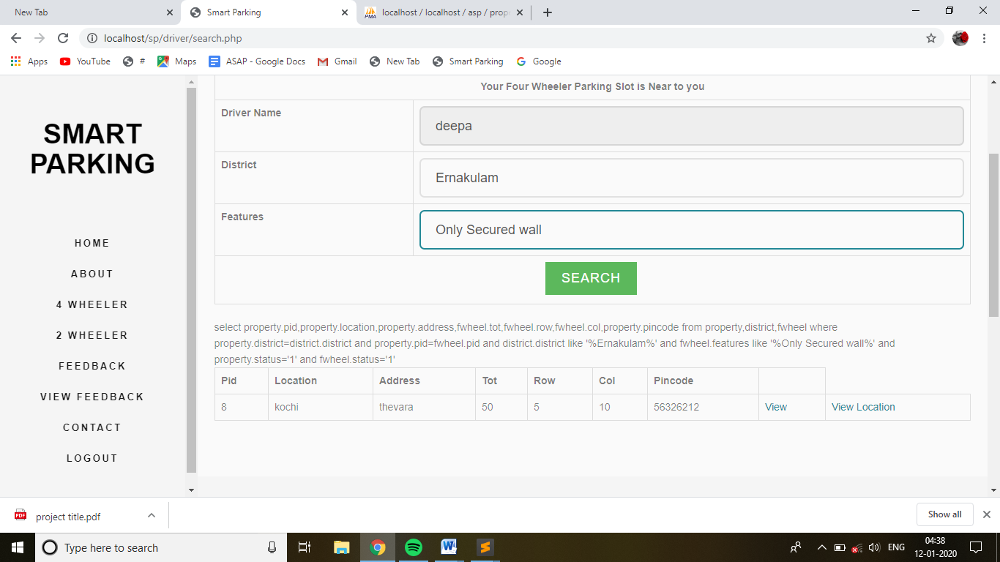 New Tab
Smart Parking
localhost / localhost / asp / prop
localhost/sp/driver/search.php
Apps
YouTube
#
Maps
ASAP - Google Docs
Gmail
New Tab
Smart Parking
Google
SMART
PARKING
HOME
ABOUT
4 WHEELER
2 WHEELER
FEEDBACK
VIEW FEEDBACK
CONTACT
LOGOUT
Your Four Wheeler Parking Slot is Near to you
Driver Name
deepa
District
Ernakulam
Features
Only Secured wall
SEARCH
select property.pid,property.location,property.address,fwheel.tot,fwheel.row,fwheel.col,property.pincode from property,district,fwheel where
property.district=district.district and property.pid=fwheel.pid and district.district like '%Ernakulam%' and fwheel.features like '%Only Secured wall%' and
property.status='1' and fwheel.status='1'
Pid Location Address Tot Row Col Pincode
8 kochi thevara 50 5 10 56326212 View View Location
PDF
project title.pdf
Show all
Type here to search
ENG
04:38
12-01-2020